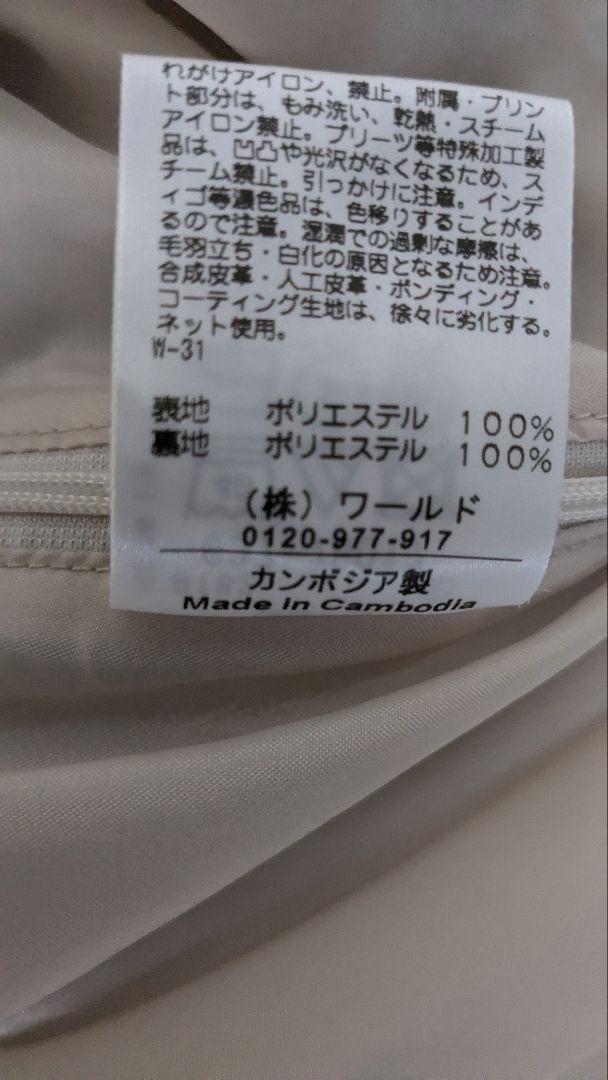 れがけアイロン、禁止。附属・プリン
ト部分は、もみ洗い、乾熱・スチーム
アイロン禁止。プリーツ等特殊加工製
品は、凹凸や光沢がなくなるため、ス
チーム禁止。引っかけに注意。インデ
ィゴ等濃色品は、色移りすることがあ
るので注意。湿潤での過剰な摩擦は、
毛羽立ち・白化の原因となるため注意。
合成皮革・人工皮革・ボンディング・
コーティング生地は、徐々に劣化する。
ネット使用。
W-31
表地 ポリエステル 100%
裏地 ポリエステル 100%
(株)ワールド
0120-977-917
カンボジア製
Made in Cambodia